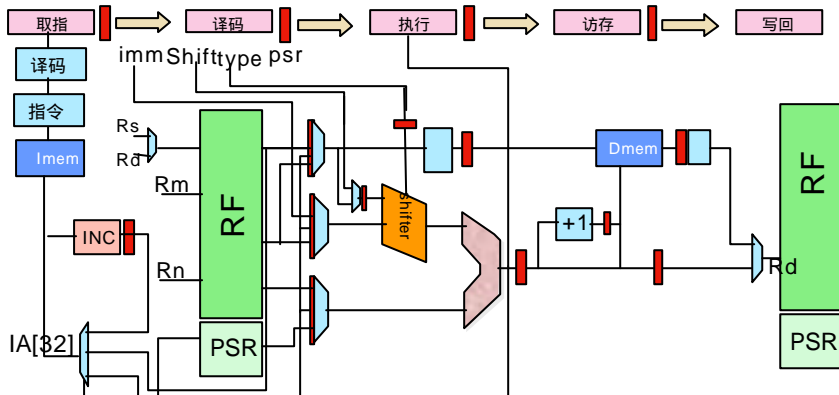 取指 译码 执行 访存 写回
imm Shift type psr
译码
指令
Imem
Rs
Rd
Rm
RF
Rn
INC
IA[32]
PSR
shifter
+1
Dmem
RF
Rd
PSR